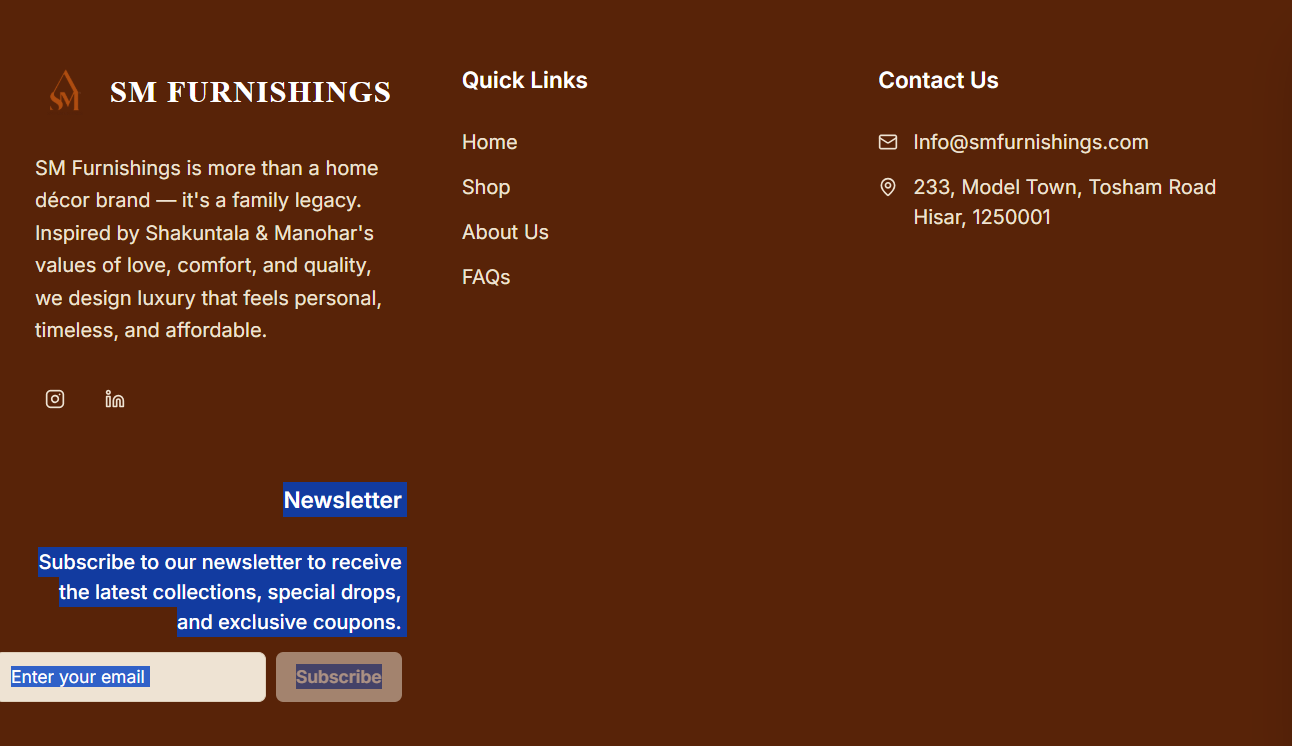 SM
SM FURNISHINGS
SM Furnishings is more than a home
décor brand — it's a family legacy.
Inspired by Shakuntala & Manohar's
values of love, comfort, and quality,
we design luxury that feels personal,
timeless, and affordable.
Quick Links
Home
Shop
About Us
FAQs
Contact Us
Info@smfurnishings.com
233, Model Town, Tosham Road
Hisar, 1250001
Newsletter
Subscribe to our newsletter to receive
the latest collections, special drops,
and exclusive coupons.
Enter your email
Subscribe